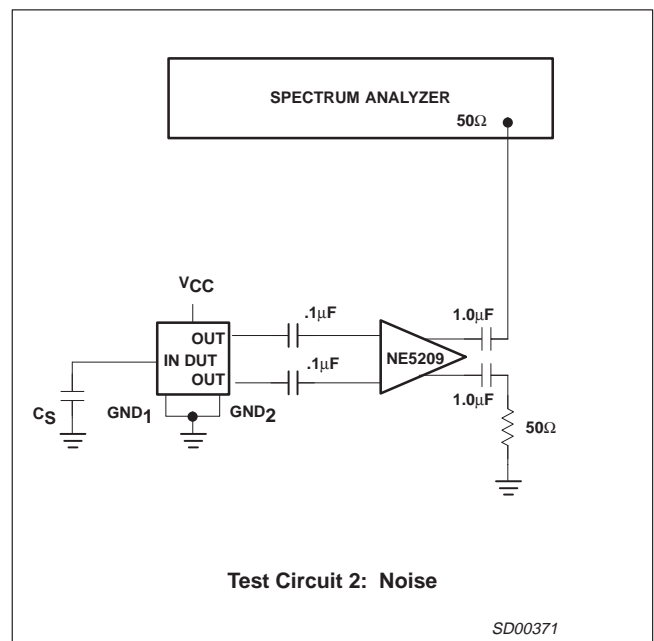 SPECTRUM ANALYZER
50Ω
VCC
.1μF
1.0μF
OUT
IN DUT
NE5209
OUT
.1μF
1.0μF
CS
GND1
GND2
50Ω
Test Circuit 2: Noise
SD00371